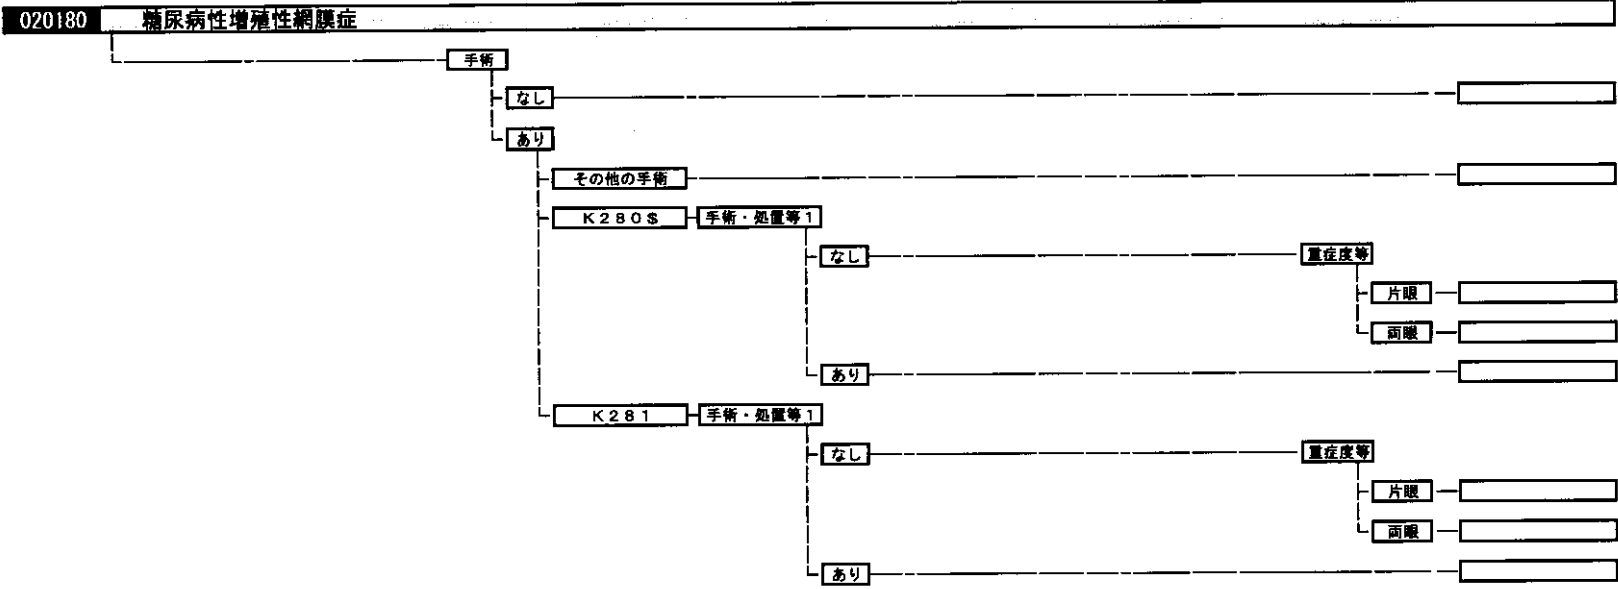 020180 糖尿病性増殖性網膜症
手術
なし
あり
その他の手術
K280$ 手術・処置等1
なし 重症度等
片眼
両眼
あり
K281 手術・処置等1
なし 重症度等
片眼
両眼
あり